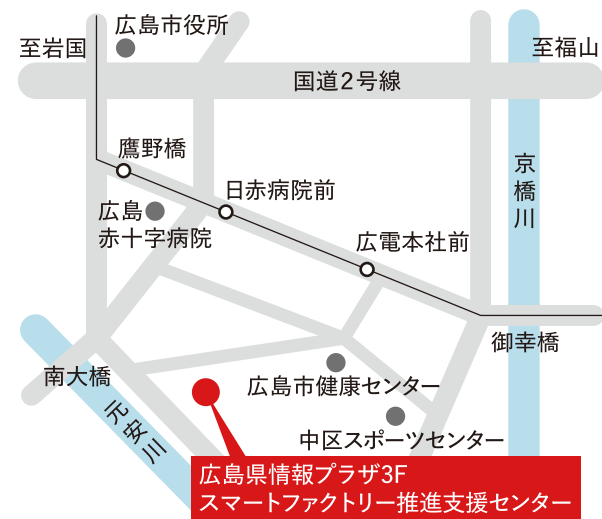 広島市役所
至岩国
至福山
国道2号線
鷹野橋
京橋川
日赤病院前
広島
赤十字病院
広電本社前
御幸橋
南大橋
広島市健康センター
元安川
中区スポーツセンター
広島県情報プラザ3F
スマートファクトリー推進支援センター